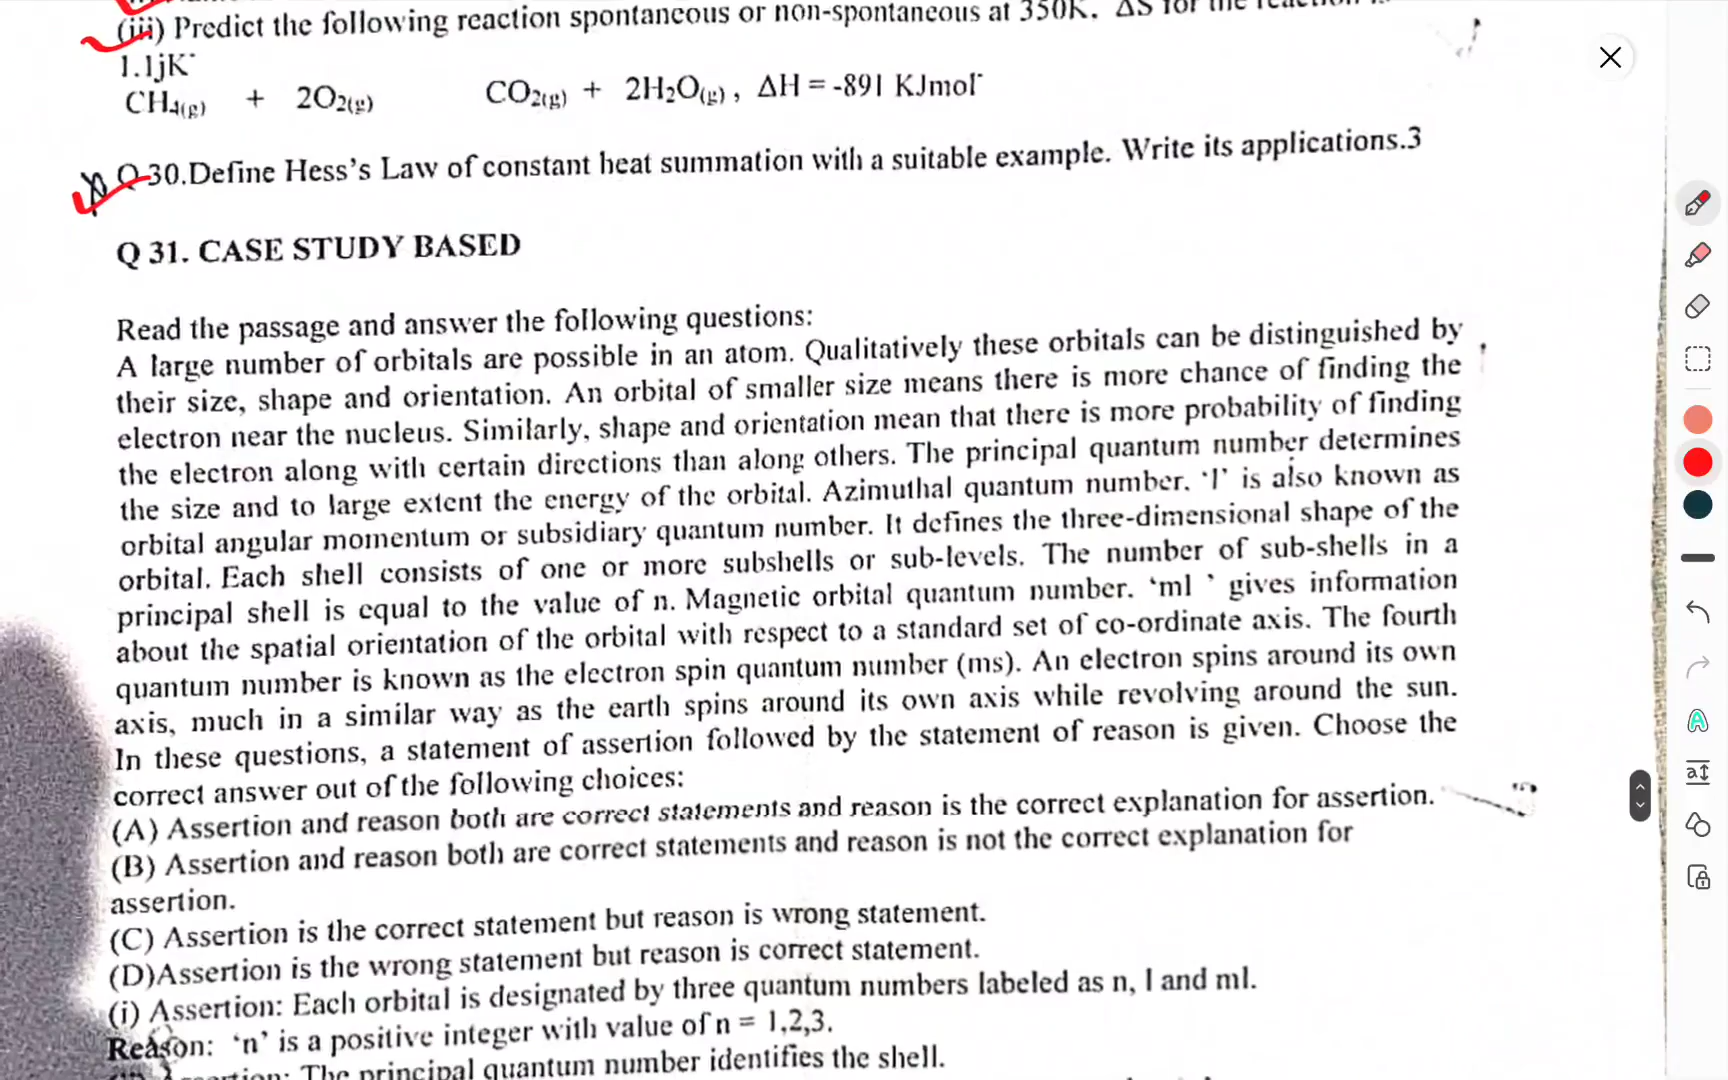 (iii) Predict the following reaction spontaneous or non-spontaneous at 350K. ΔS for the reaction
1.1jK-
CH4(g) + 2O2(g) CO2(g) + 2H2O(g), ΔH = -891 KJmol-
Q 30.Define Hess's Law of constant heat summation with a suitable example. Write its applications.3
Q 31. CASE STUDY BASED
Read the passage and answer the following questions:
A large number of orbitals are possible in an atom. Qualitatively these orbitals can be distinguished by
their size, shape and orientation. An orbital of smaller size means there is more chance of finding the
electron near the nucleus. Similarly, shape and orientation mean that there is more probability of finding
the electron along with certain directions than along others. The principal quantum number determines
the size and to large extent the energy of the orbital. Azimuthal quantum number. 'l' is also known as
orbital angular momentum or subsidiary quantum number. It defines the three-dimensional shape of the
orbital. Each shell consists of one or more subshells or sub-levels. The number of sub-shells in a
principal shell is equal to the value of n. Magnetic orbital quantum number. 'ml ' gives information
about the spatial orientation of the orbital with respect to a standard set of co-ordinate axis. The fourth
quantum number is known as the electron spin quantum number (ms). An electron spins around its own
axis, much in a similar way as the earth spins around its own axis while revolving around the sun.
In these questions, a statement of assertion followed by the statement of reason is given. Choose the
correct answer out of the following choices:
(A) Assertion and reason both are correct statements and reason is the correct explanation for assertion.
(B) Assertion and reason both are correct statements and reason is not the correct explanation for
assertion.
(C) Assertion is the correct statement but reason is wrong statement.
(D)Assertion is the wrong statement but reason is correct statement.
(i) Assertion: Each orbital is designated by three quantum numbers labeled as n, l and ml.
Reason: 'n' is a positive integer with value of n = 1,2,3.
The principal quantum number identifies the shell.